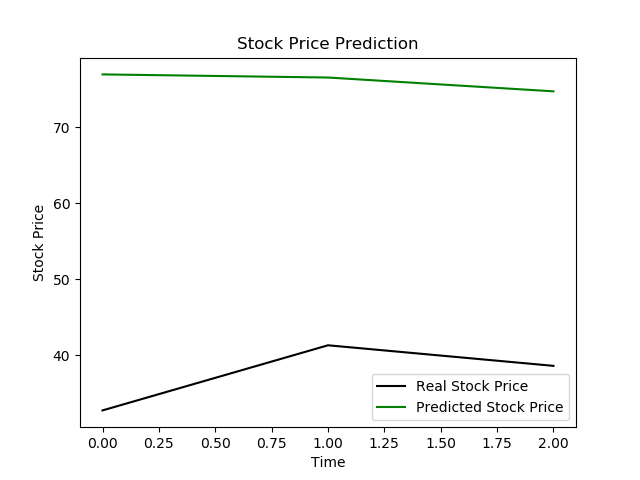 Stock Price Prediction
Stock Price
70
60
50
40
Real Stock Price
Predicted Stock Price
0.00 0.25 0.50 0.75 1.00 1.25 1.50 1.75 2.00
Time